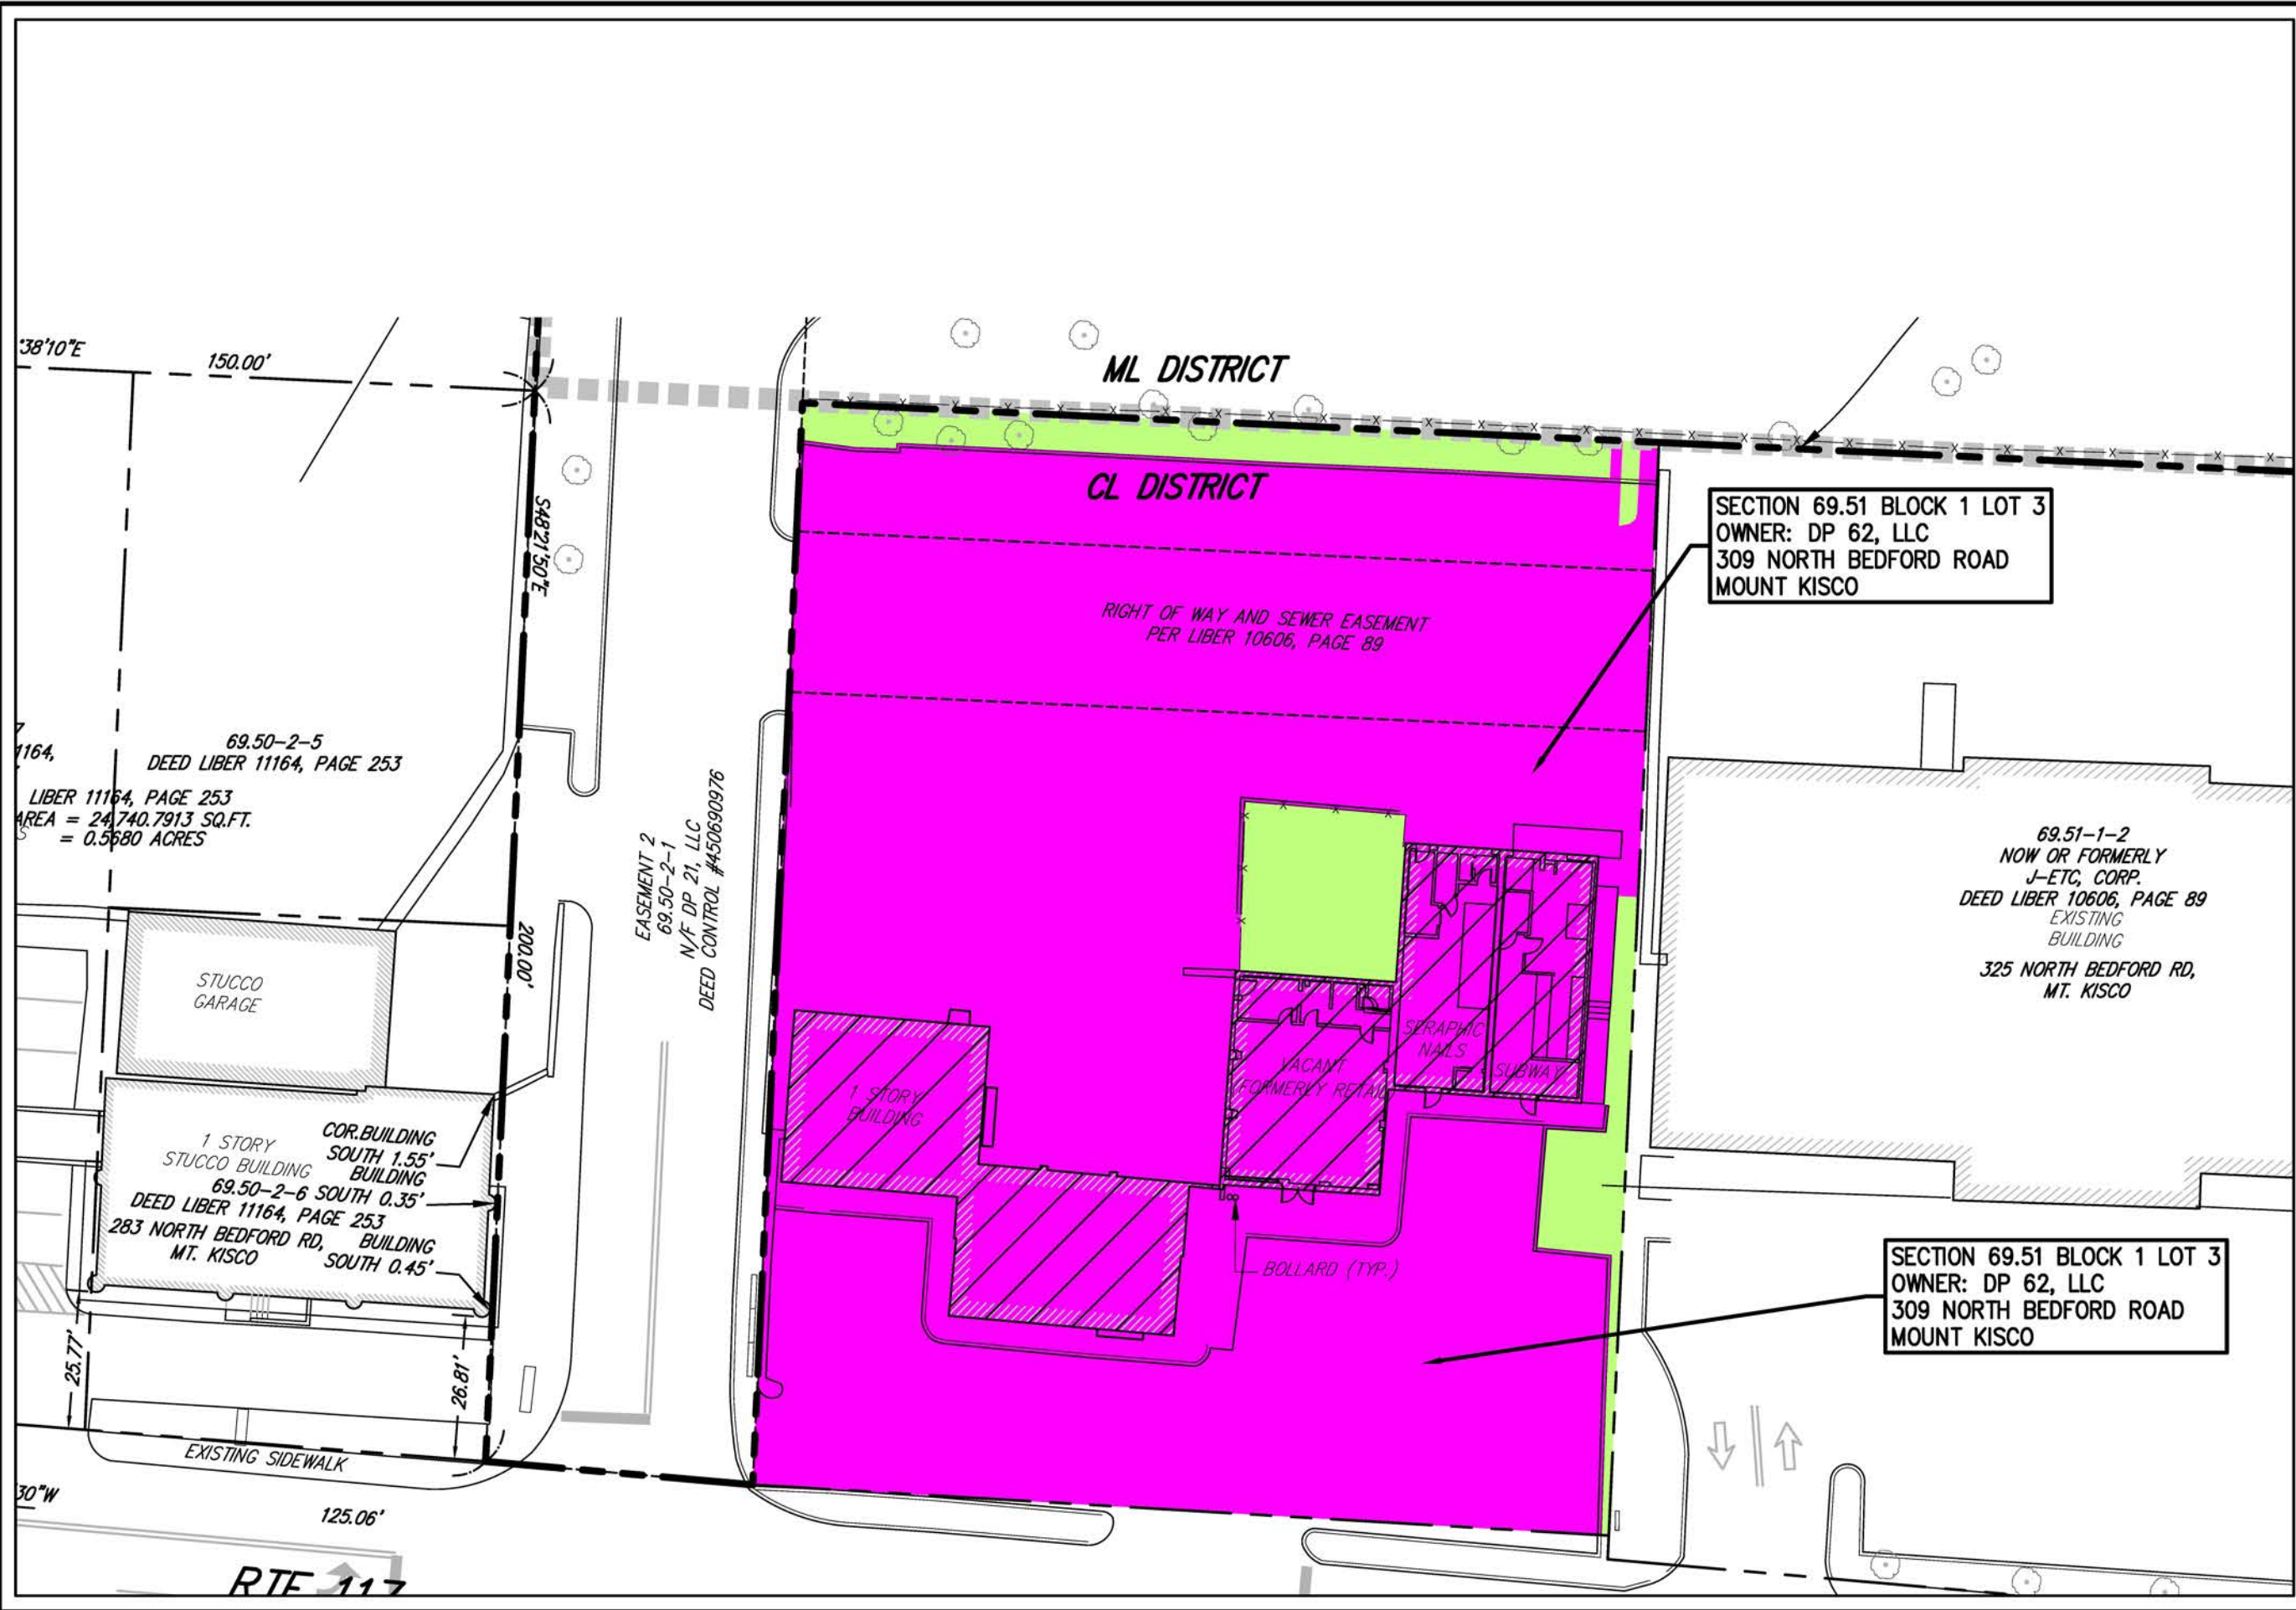 °38'10"E
150.00'
ML DISTRICT
CL DISTRICT
S48°21'50"E
SECTION 69.51 BLOCK 1 LOT 3
OWNER: DP 62, LLC
309 NORTH BEDFORD ROAD
MOUNT KISCO
RIGHT OF WAY AND SEWER EASEMENT
PER LIBER 10606, PAGE 89
1164,
69.50-2-5
DEED LIBER 11164, PAGE 253
LIBER 11164, PAGE 253
AREA = 24,740.7913 SQ.FT.
= 0.5680 ACRES
EASEMENT 2
69.50-2-1
N/F DP 21, LLC
DEED CONTROL #450690976
69.51-1-2
NOW OR FORMERLY
J-ETC, CORP.
DEED LIBER 10606, PAGE 89
EXISTING
BUILDING
325 NORTH BEDFORD RD,
MT. KISCO
200.00'
STUCCO
GARAGE
SERAPHIC
NAILS
SUBWAY
VACANT
FORMERLY RETAIL
1 STORY
BUILDING
1 STORY
STUCCO BUILDING
COR.BUILDING
SOUTH 1.55'
BUILDING
69.50-2-6 SOUTH 0.35'
DEED LIBER 11164, PAGE 253
283 NORTH BEDFORD RD,
MT. KISCO
BUILDING
SOUTH 0.45'
BOLLARD (TYP.)
SECTION 69.51 BLOCK 1 LOT 3
OWNER: DP 62, LLC
309 NORTH BEDFORD ROAD
MOUNT KISCO
25.77'
26.81'
EXISTING SIDEWALK
30"W
125.06'
RTE 117